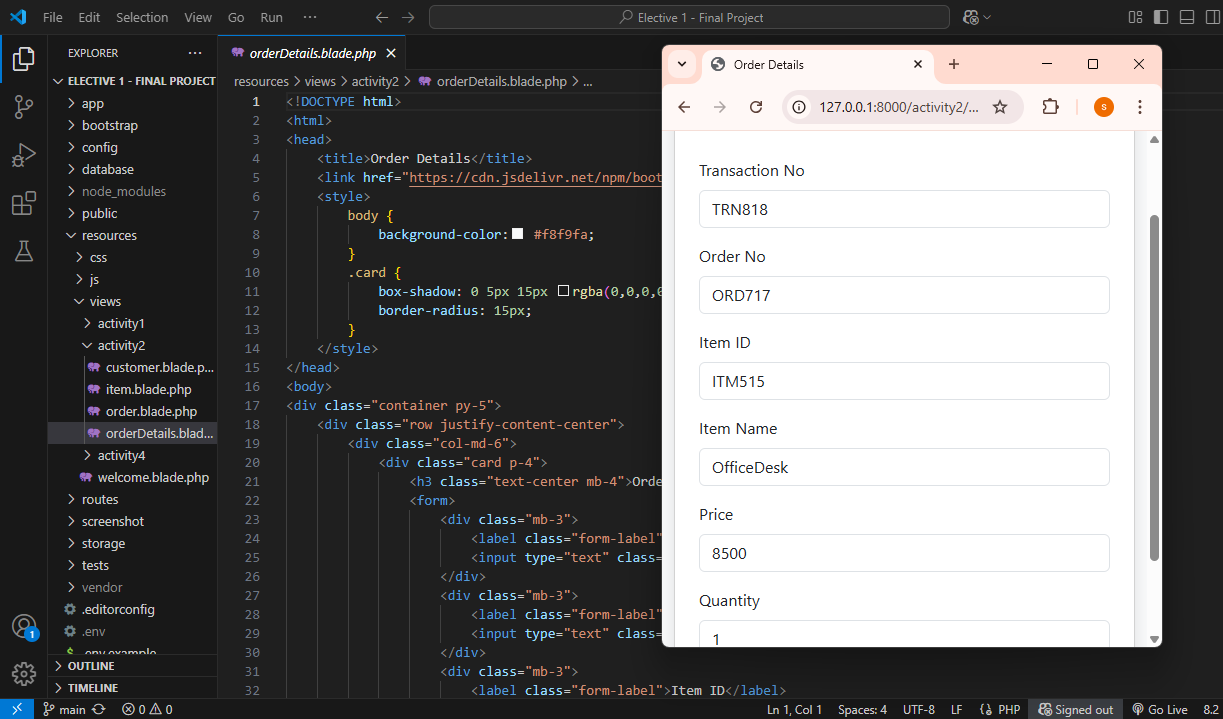 File Edit Selection View Go Run ··· Elective 1 - Final Project
EXPLORER ···
ELECTIVE 1 - FINAL PROJECT
app
bootstrap
config
database
node_modules
public
resources
css
js
views
activity1
activity2
customer.blade.p...
item.blade.php
order.blade.php
orderDetails.blad...
activity4
welcome.blade.php
routes
screenshot
storage
tests
vendor
.editorconfig
.env
.env.example
OUTLINE
TIMELINE
1
orderDetails.blade.php
resources > views > activity2 > orderDetails.blade.php > ...
1 <!DOCTYPE html>
2 <html>
3 <head>
4 <title>Order Details</title>
5 <link href="https://cdn.jsdelivr.net/npm/boot
6 <style>
7 body {
8 background-color: #f8f9fa;
9 }
10 .card {
11 box-shadow: 0 5px 15px rgba(0,0,0,0
12 border-radius: 15px;
13 }
14 </style>
15 </head>
16 <body>
17 <div class="container py-5">
18 <div class="row justify-content-center">
19 <div class="col-md-6">
20 <div class="card p-4">
21 <h3 class="text-center mb-4">Orde
22 <form>
23 <div class="mb-3">
24 <label class="form-label"
25 <input type="text" class=
26 </div>
27 <div class="mb-3">
28 <label class="form-label"
29 <input type="text" class=
30 </div>
31 <div class="mb-3">
32 <label class="form-label">Item ID</label>
Order Details
127.0.0.1:8000/activity2/...
S
Transaction No
TRN818
Order No
ORD717
Item ID
ITM515
Item Name
OfficeDesk
Price
8500
Quantity
1
main 0 0 Ln 1, Col 1 Spaces: 4 UTF-8 LF {} PHP Signed out Go Live 8.2